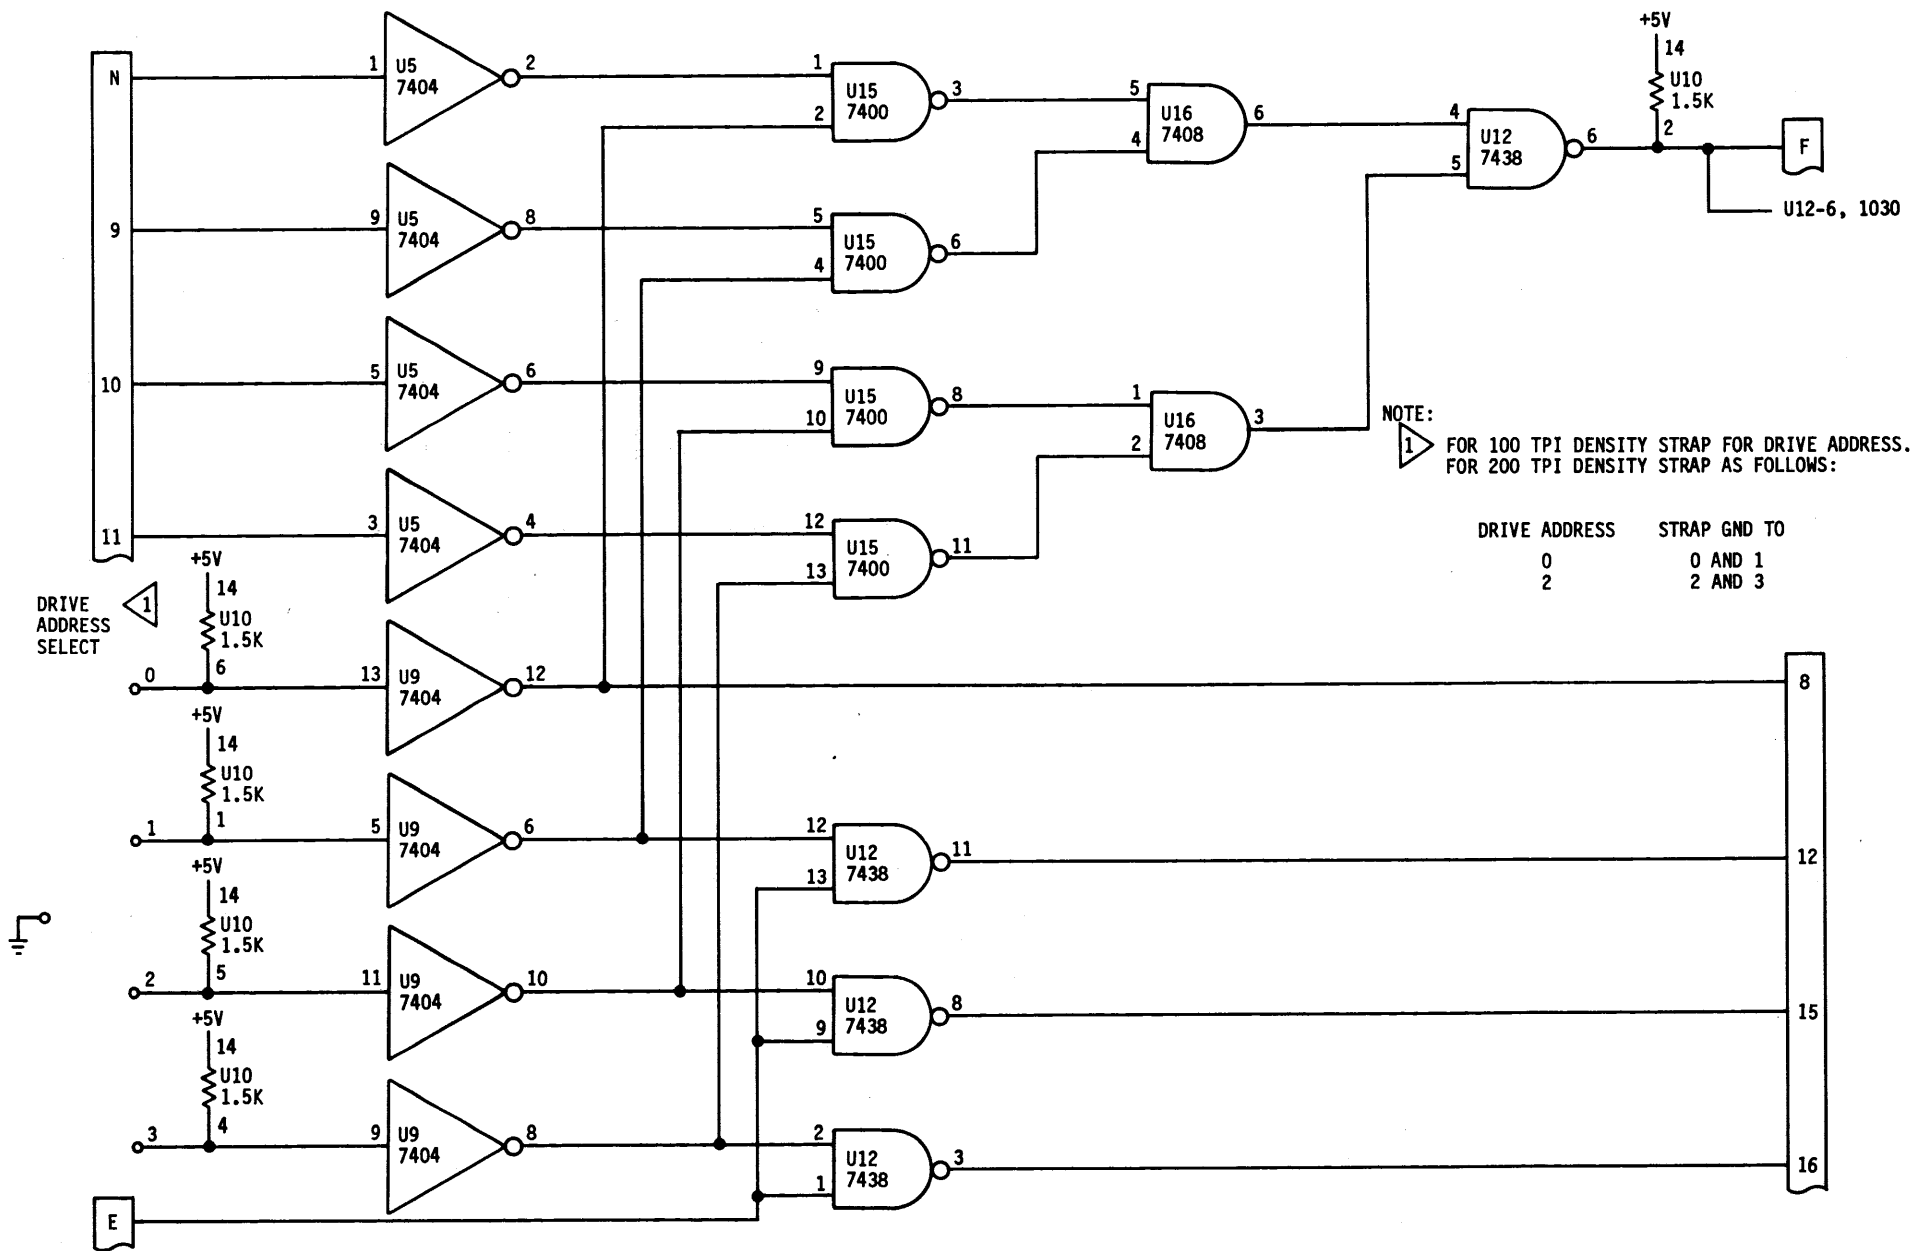 +5V
14
U10
1.5K
2
N
1
U5
7404
2
1
2
U15
7400
3
5
4
U16
7408
6
4
5
U12
7438
6
F
U12-6, 1030
9
9
U5
7404
8
5
4
U15
7400
6
10
5
U5
7404
6
9
10
U15
7400
8
1
2
U16
7408
3
NOTE:
1
FOR 100 TPI DENSITY STRAP FOR DRIVE ADDRESS.
FOR 200 TPI DENSITY STRAP AS FOLLOWS:
DRIVE ADDRESS STRAP GND TO
0 0 AND 1
2 2 AND 3
11
3
U5
7404
4
12
13
U15
7400
11
DRIVE
ADDRESS
SELECT
1
+5V
14
U10
1.5K
6
0
13
U9
7404
12
8
+5V
14
U10
1.5K
1
1
5
U9
7404
6
12
13
U12
7438
11
12
+5V
14
U10
1.5K
5
2
11
U9
7404
10
10
9
U12
7438
8
15
+5V
14
U10
1.5K
4
3
9
U9
7404
8
2
1
U12
7438
3
16
E